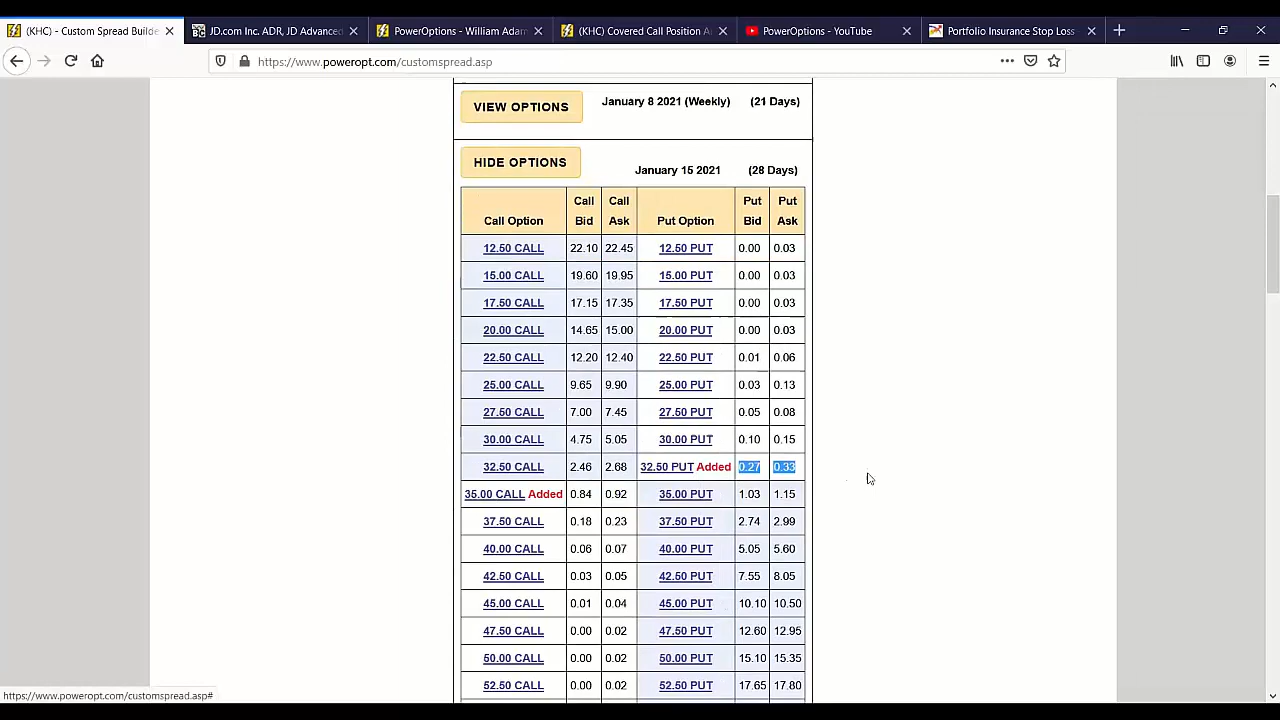 (KHC) - Custom Spread Builde
JD.com Inc. ADR, JD Advanced
PowerOptions - William Adam
(KHC) Covered Call Position A
PowerOptions - YouTube
Portfolio Insurance Stop Loss
https://www.poweropt.com/customspread.asp
VIEW OPTIONS January 8 2021 (Weekly) (21 Days)
HIDE OPTIONS January 15 2021 (28 Days)
Call Option Call Bid Call Ask Put Option Put Bid Put Ask
12.50 CALL 22.10 22.45 12.50 PUT 0.00 0.03
15.00 CALL 19.60 19.95 15.00 PUT 0.00 0.03
17.50 CALL 17.15 17.35 17.50 PUT 0.00 0.03
20.00 CALL 14.65 15.00 20.00 PUT 0.00 0.03
22.50 CALL 12.20 12.40 22.50 PUT 0.01 0.06
25.00 CALL 9.65 9.90 25.00 PUT 0.03 0.13
27.50 CALL 7.00 7.45 27.50 PUT 0.05 0.08
30.00 CALL 4.75 5.05 30.00 PUT 0.10 0.15
32.50 CALL 2.46 2.68 32.50 PUT Added 0.27 0.33
35.00 CALL Added 0.84 0.92 35.00 PUT 1.03 1.15
37.50 CALL 0.18 0.23 37.50 PUT 2.74 2.99
40.00 CALL 0.06 0.07 40.00 PUT 5.05 5.60
42.50 CALL 0.03 0.05 42.50 PUT 7.55 8.05
45.00 CALL 0.01 0.04 45.00 PUT 10.10 10.50
47.50 CALL 0.00 0.02 47.50 PUT 12.60 12.95
50.00 CALL 0.00 0.02 50.00 PUT 15.10 15.35
52.50 CALL 0.00 0.02 52.50 PUT 17.65 17.80
https://www.poweropt.com/customspread.asp#